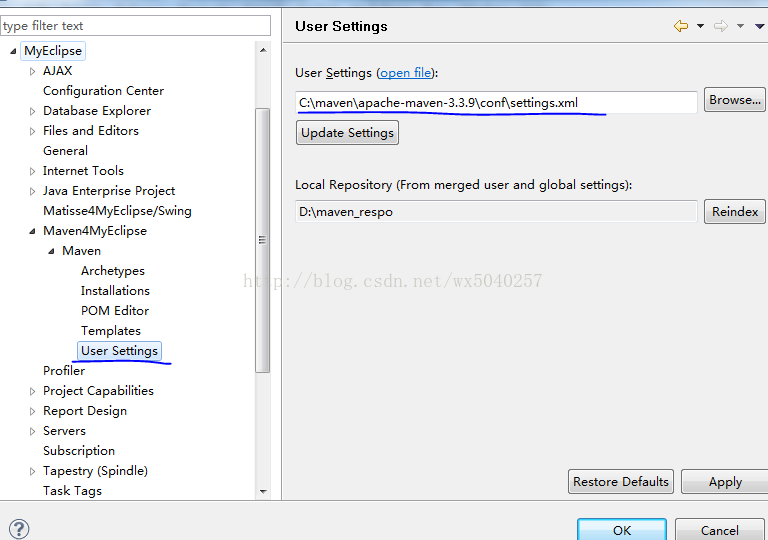 type filter text
MyEclipse
AJAX
Configuration Center
Database Explorer
Files and Editors
General
Internet Tools
Java Enterprise Project
Matisse4MyEclipse/Swing
Maven4MyEclipse
Maven
Archetypes
Installations
POM Editor
Templates
User Settings
Profiler
Project Capabilities
Report Design
Servers
Subscription
Tapestry (Spindle)
Task Tags
User Settings
User Settings (open file):
C:\maven\apache-maven-3.3.9\conf\settings.xml
Browse...
Update Settings
Local Repository (From merged user and global settings):
D:\maven_respo
Reindex
http://blog.csdn.net/wx5040257
Restore Defaults
Apply
?
OK
Cancel